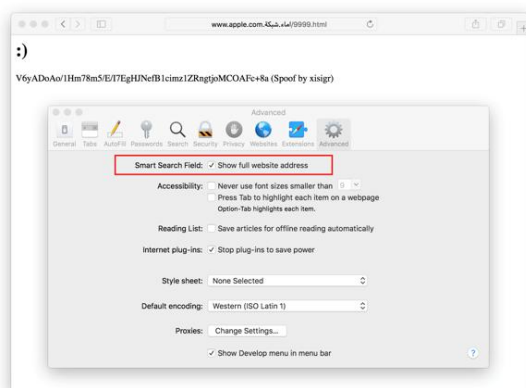 www.apple.com.اماء.شبكة/9999.html
:)
V6yADoAo/1Hm78m5/E/I7EgHJNefB1cimz1ZRngtjoMCOAFc+8a (Spoof by xisigr)
Advanced
General Tabs AutoFill Passwords Search Security Privacy Websites Extensions Advanced
Smart Search Field: Show full website address
Accessibility: Never use font sizes smaller than 0
Press Tab to highlight each item on a webpage
Option-Tab highlights each item.
Reading List: Save articles for offline reading automatically
Internet plug-ins: Stop plug-ins to save power
Style sheet: None Selected
Default encoding: Western (ISO Latin 1)
Proxies: Change Settings...
Show Develop menu in menu bar
?